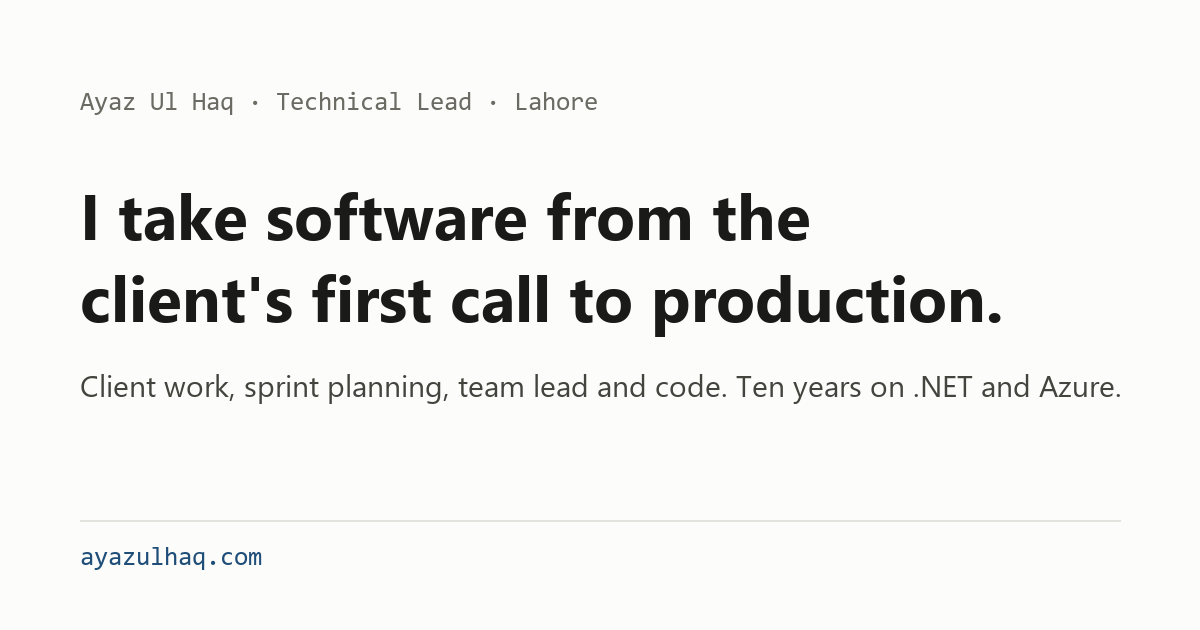 Ayaz Ul Haq · Technical Lead · Lahore
I take software from the
client's first call to production.
Client work, sprint planning, team lead and code. Ten years on .NET and Azure.
ayazulhaq.com